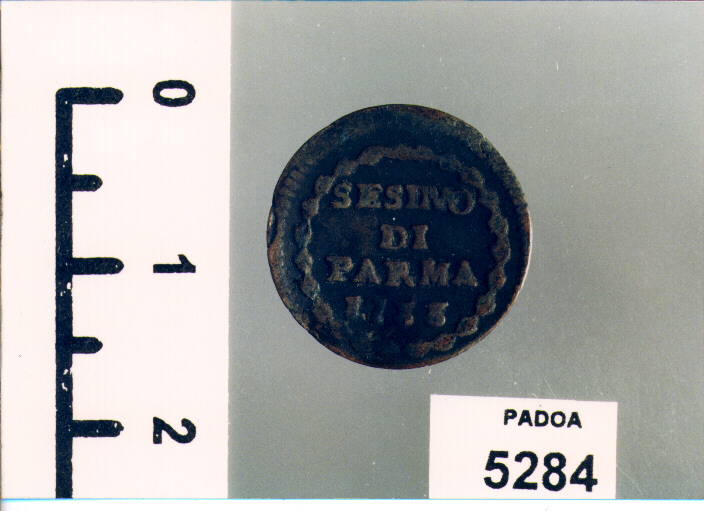 0
1
2
SESINO
DI
PARMA
PADOA
5284